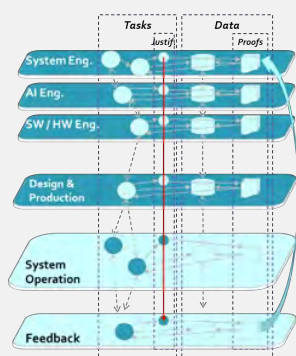 Tasks
Data
Justif
Proofs
System Eng.
AI Eng.
SW / HW Eng.
Design &
Production
System
Operation
Feedback